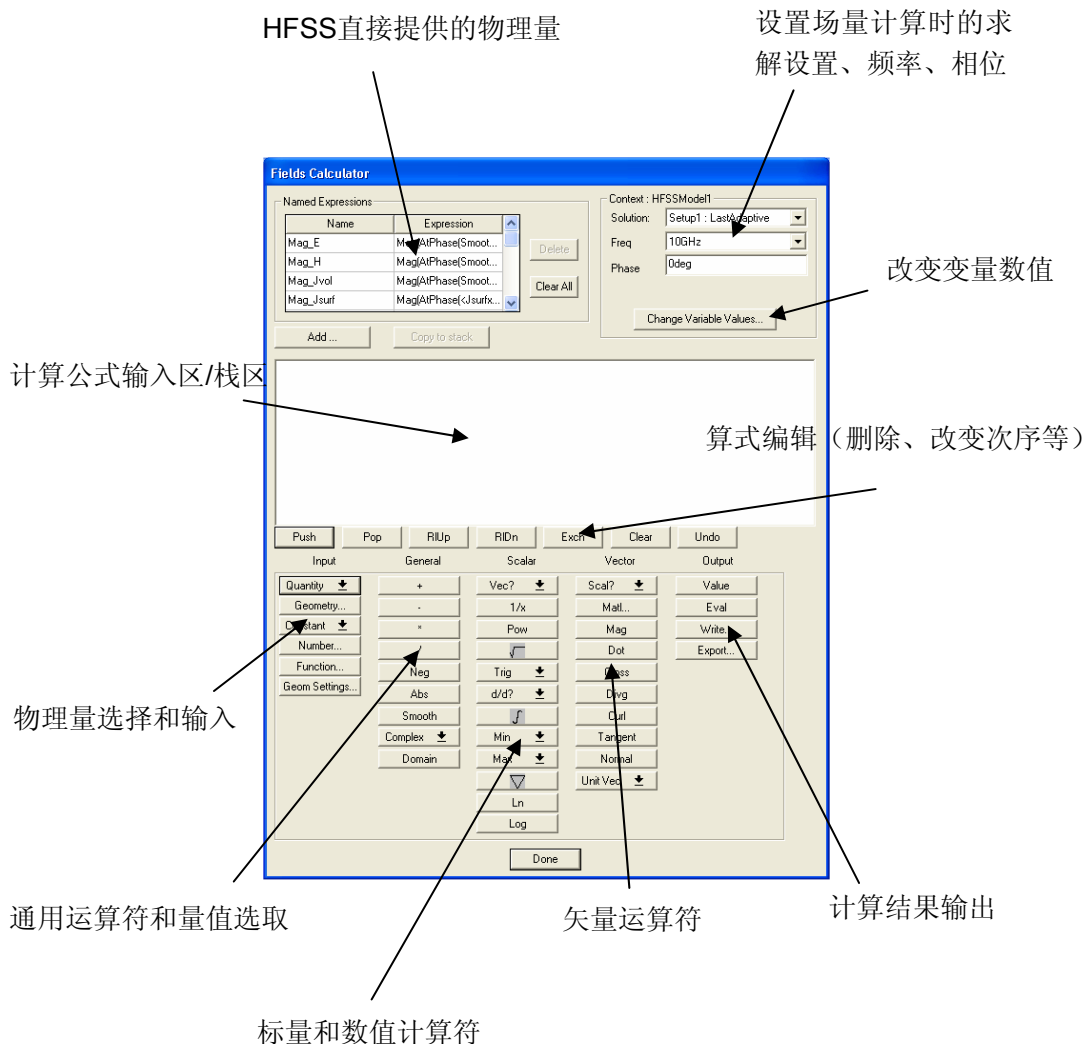 HFSS直接提供的物理量
设置场量计算时的求
解设置、频率、相位
Fields Calculator
Named Expressions
Name Expression
Mag_E Mag(AtPhase(Smoot...
Mag_H Mag(AtPhase(Smoot...
Mag_Jvol Mag(AtPhase(Smoot...
Mag_Jsurf Mag(AtPhase(<Jsurfx...
Delete
Clear All
Context : HFSSModel1
Solution: Setup1 : LastAdaptive
Freq 10GHz
Phase 0deg
Change Variable Values...
改变变量数值
Add ... Copy to stack
计算公式输入区/栈区
算式编辑（删除、改变次序等）
Push Pop RlUp RlDn Exch Clear Undo
Input General Scalar Vector Output
Quantity + Vec? Scal? Value
Geometry... - 1/x Matl... Eval
Constant * Pow Mag Write...
Number... / √ Dot Export...
Function... Neg Trig Cross
Geom Settings... Abs d/d? Divg
Smooth ∫ Curl
Complex Min Tangent
Domain Max Normal
▽ Unit Vec
Ln
Log
Done
物理量选择和输入
通用运算符和量值选取
矢量运算符
计算结果输出
标量和数值计算符